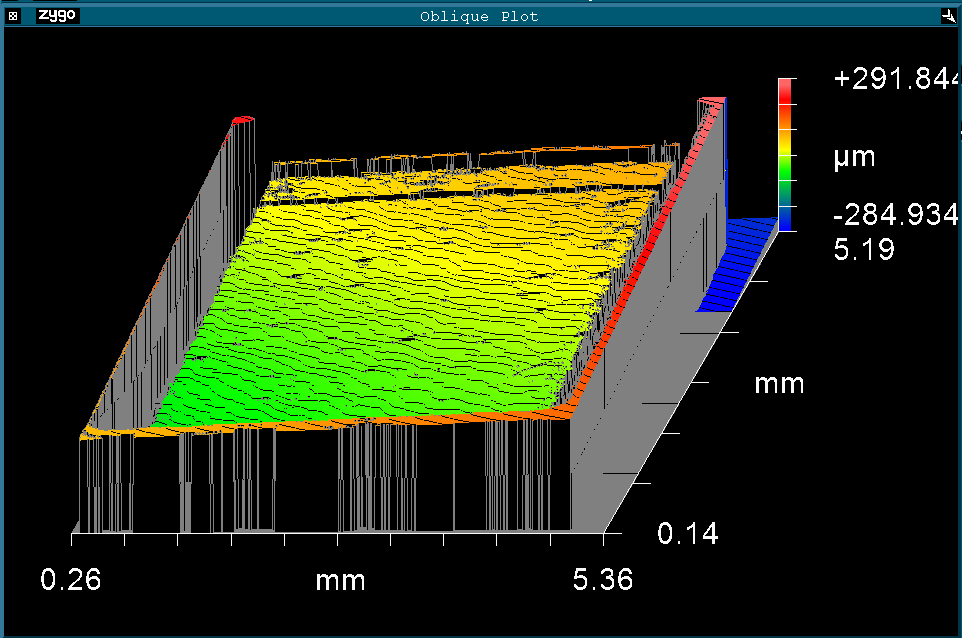 zygo Oblique Plot
+291.844
µm
-284.934
5.19
mm
0.14
0.26 mm 5.36